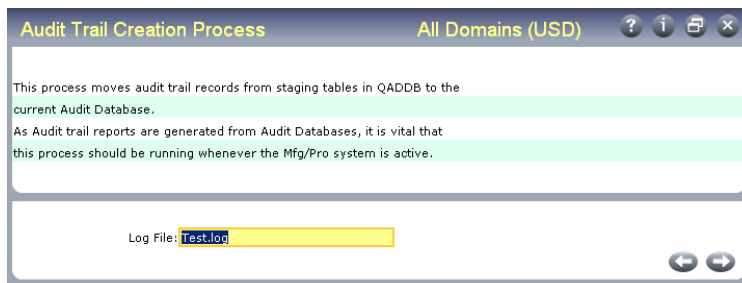 Audit Trail Creation Process All Domains (USD) ? i
This process moves audit trail records from staging tables in QADDB to the
current Audit Database.
As Audit trail reports are generated from Audit Databases, it is vital that
this process should be running whenever the Mfg/Pro system is active.
Log File: Test.log